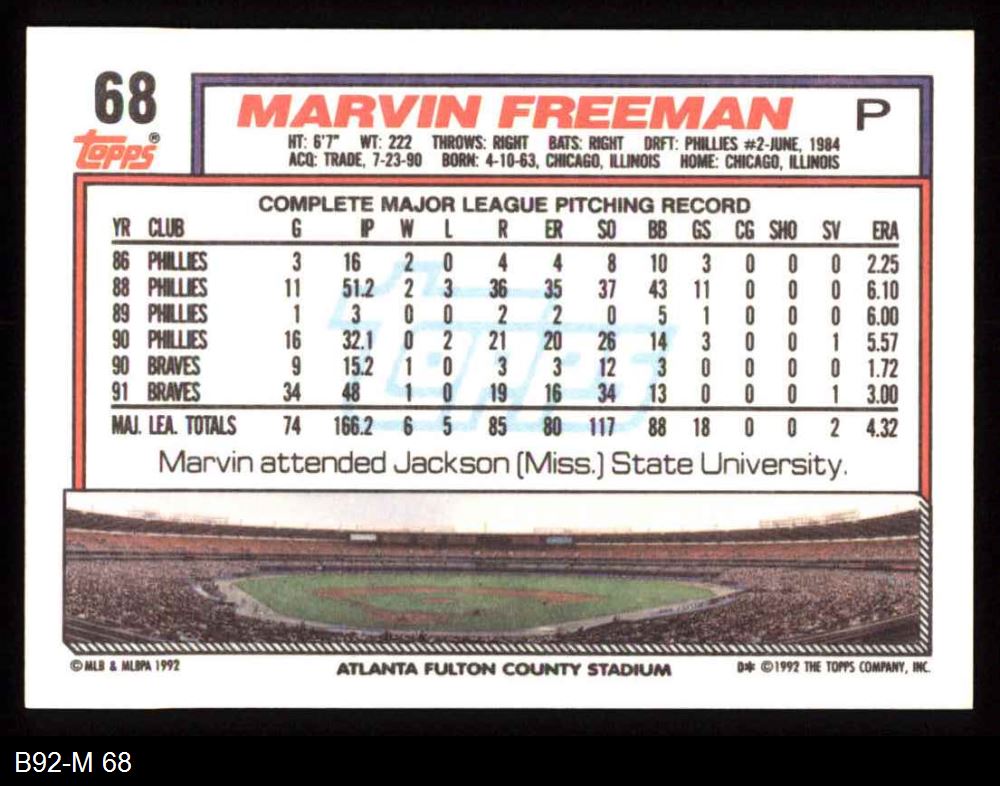 68
Topps®
MARVIN FREEMAN P
HT: 6'7" WT: 222 THROWS: RIGHT BATS: RIGHT DRFT: PHILLIES #2-JUNE, 1984
ACQ: TRADE, 7-23-90 BORN: 4-10-63, CHICAGO, ILLINOIS HOME: CHICAGO, ILLINOIS
COMPLETE MAJOR LEAGUE PITCHING RECORD
YR CLUB G IP W L R ER SO BB GS CG SHO SV ERA
86 PHILLIES 3 16 2 0 4 4 8 10 3 0 0 0 2.25
88 PHILLIES 11 51.2 2 3 36 35 37 43 11 0 0 0 6.10
89 PHILLIES 1 3 0 0 2 2 0 5 1 0 0 0 6.00
90 PHILLIES 16 32.1 0 2 21 20 26 14 3 0 0 1 5.57
90 BRAVES 9 15.2 1 0 3 3 12 3 0 0 0 0 1.72
91 BRAVES 34 48 1 0 19 16 34 13 0 0 0 1 3.00
MAJ. LEA. TOTALS 74 166.2 6 5 85 80 117 88 18 0 0 2 4.32
Topps
Marvin attended Jackson (Miss.) State University.
© MLB & MLBPA 1992
ATLANTA FULTON COUNTY STADIUM
D* ©1992 THE TOPPS COMPANY, INC.
B92-M 68